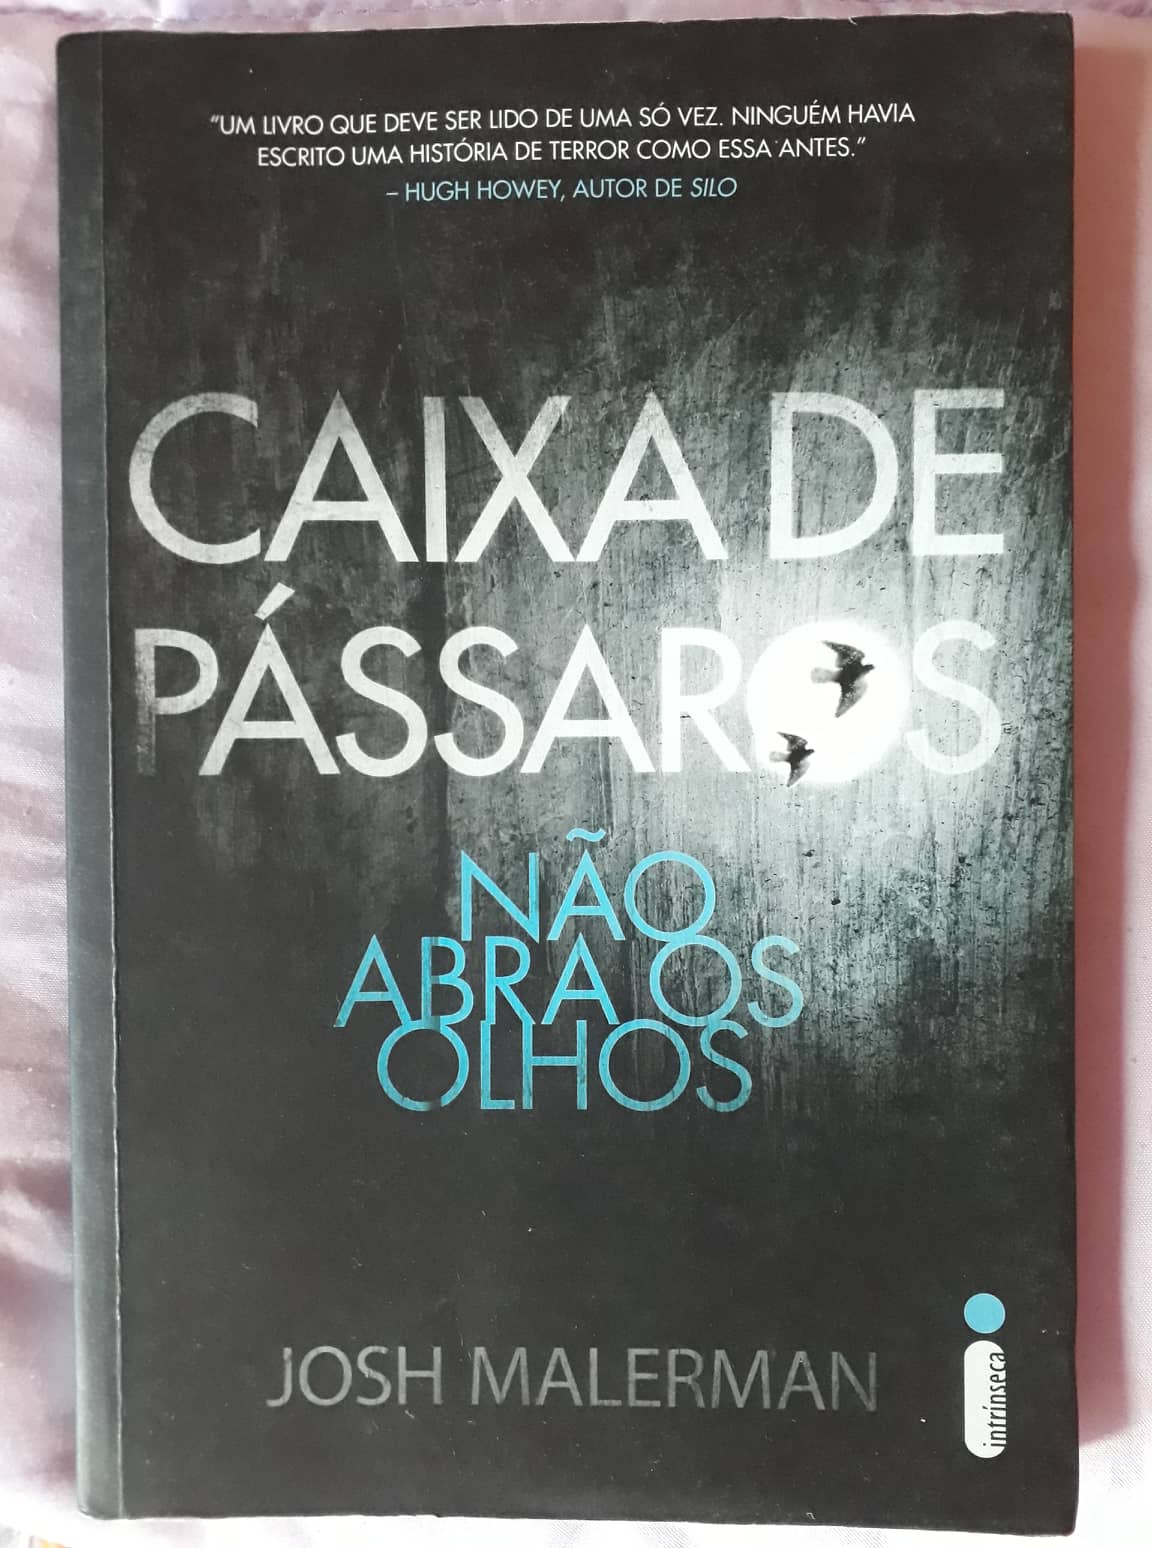 “UM LIVRO QUE DEVE SER LIDO DE UMA SÓ VEZ. NINGUÉM HAVIA
ESCRITO UMA HISTÓRIA DE TERROR COMO ESSA ANTES.”
– HUGH HOWEY, AUTOR DE SILO
CAIXA DE
PÁSSAROS
NÃO
ABRA OS
OLHOS
JOSH MALERMAN
intrínseca